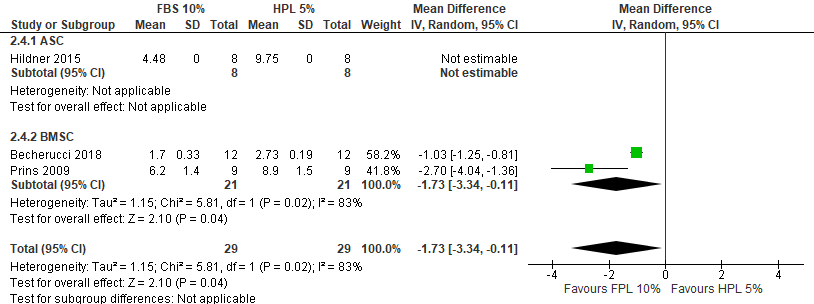 FBS 10% HPL 5% Mean Difference Mean Difference
Study or Subgroup Mean SD Total Mean SD Total Weight IV, Random, 95% CI IV, Random, 95% CI
2.4.1 ASC
Hildner 2015 4.48 0 8 9.75 0 8 Not estimable
Subtotal (95% CI) 8 8 Not estimable
Heterogeneity: Not applicable
Test for overall effect: Not applicable
2.4.2 BMSC
Becherucci 2018 1.7 0.33 12 2.73 0.19 12 58.2% -1.03 [-1.25, -0.81]
Prins 2009 6.2 1.4 9 8.9 1.5 9 41.8% -2.70 [-4.04, -1.36]
Subtotal (95% CI) 21 21 100.0% -1.73 [-3.34, -0.11]
Heterogeneity: Tau² = 1.15; Chi² = 5.81, df = 1 (P = 0.02); I² = 83%
Test for overall effect: Z = 2.10 (P = 0.04)
Total (95% CI) 29 29 100.0% -1.73 [-3.34, -0.11]
Heterogeneity: Tau² = 1.15; Chi² = 5.81, df = 1 (P = 0.02); I² = 83%
Test for overall effect: Z = 2.10 (P = 0.04)
Test for subgroup differences: Not applicable
-4 -2 0 2 4
Favours FPL 10% Favours HPL 5%